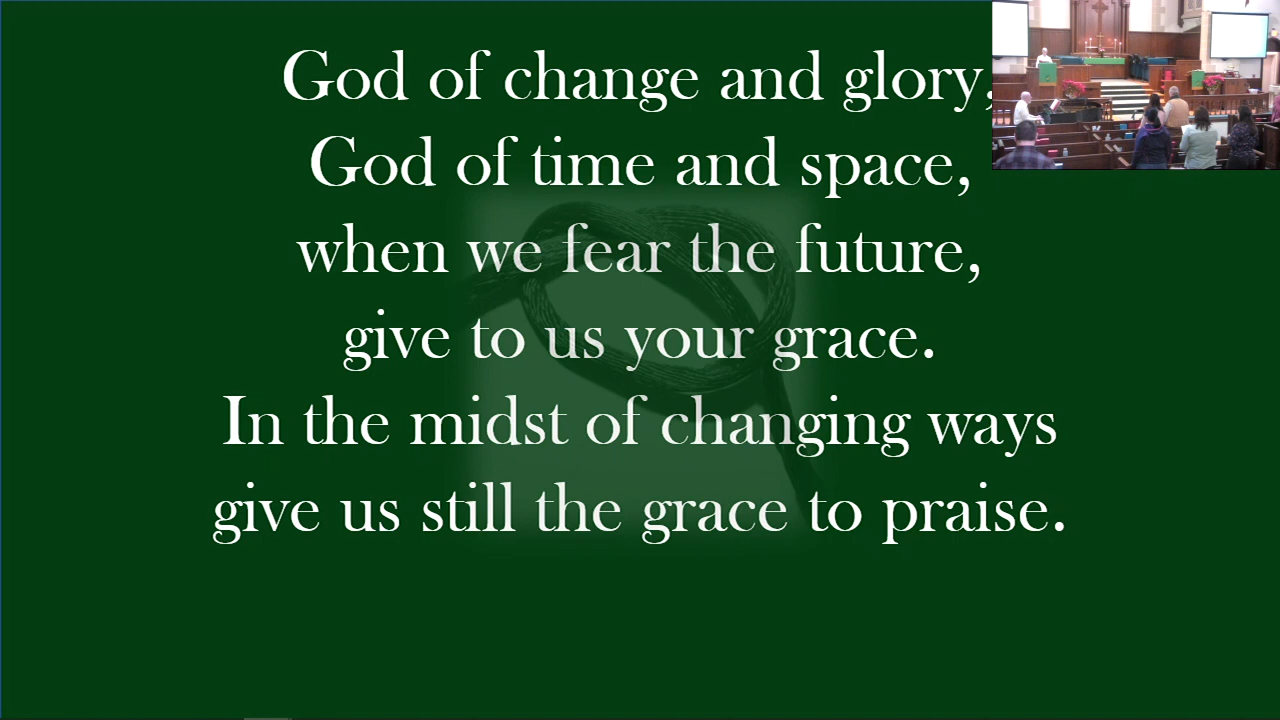 God of change and glory,
God of time and space,
when we fear the future,
give to us your grace.
In the midst of changing ways
give us still the grace to praise.